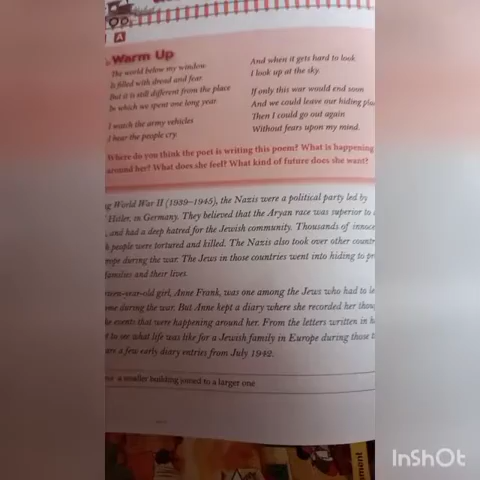 A
Warm Up
The world below my window
Is filled with dread and fear
But it is still different from the place
In which we spent one long year.
I watch the army vehicles
I hear the people cry.
And when it gets hard to look
I look up at the sky.
If only this war would end soon
And we could leave our hiding
Then I could go out again
Without fears upon my mind.
Where do you think the poet is writing this poem? What is happening
around her? What does she feel? What kind of future does she want?
World War II (1939–1945), the Nazis were a political party led by
Hitler, in Germany. They believed that the Aryan race was superior to
and had a deep hatred for the Jewish community. Thousands of
people were tortured and killed. The Nazis also took over other
during the war. The Jews in those countries went into hiding to
families and their lives
girl, Anne Frank, was one among the Jews who had to
during the war. But Anne kept a diary where she recorded her
events that were happening around her. From the letters written in
to see what life was like for a Jewish family in Europe during those
are a few early diary entries from July 1942.
a smaller building joined to a larger one
InShOt